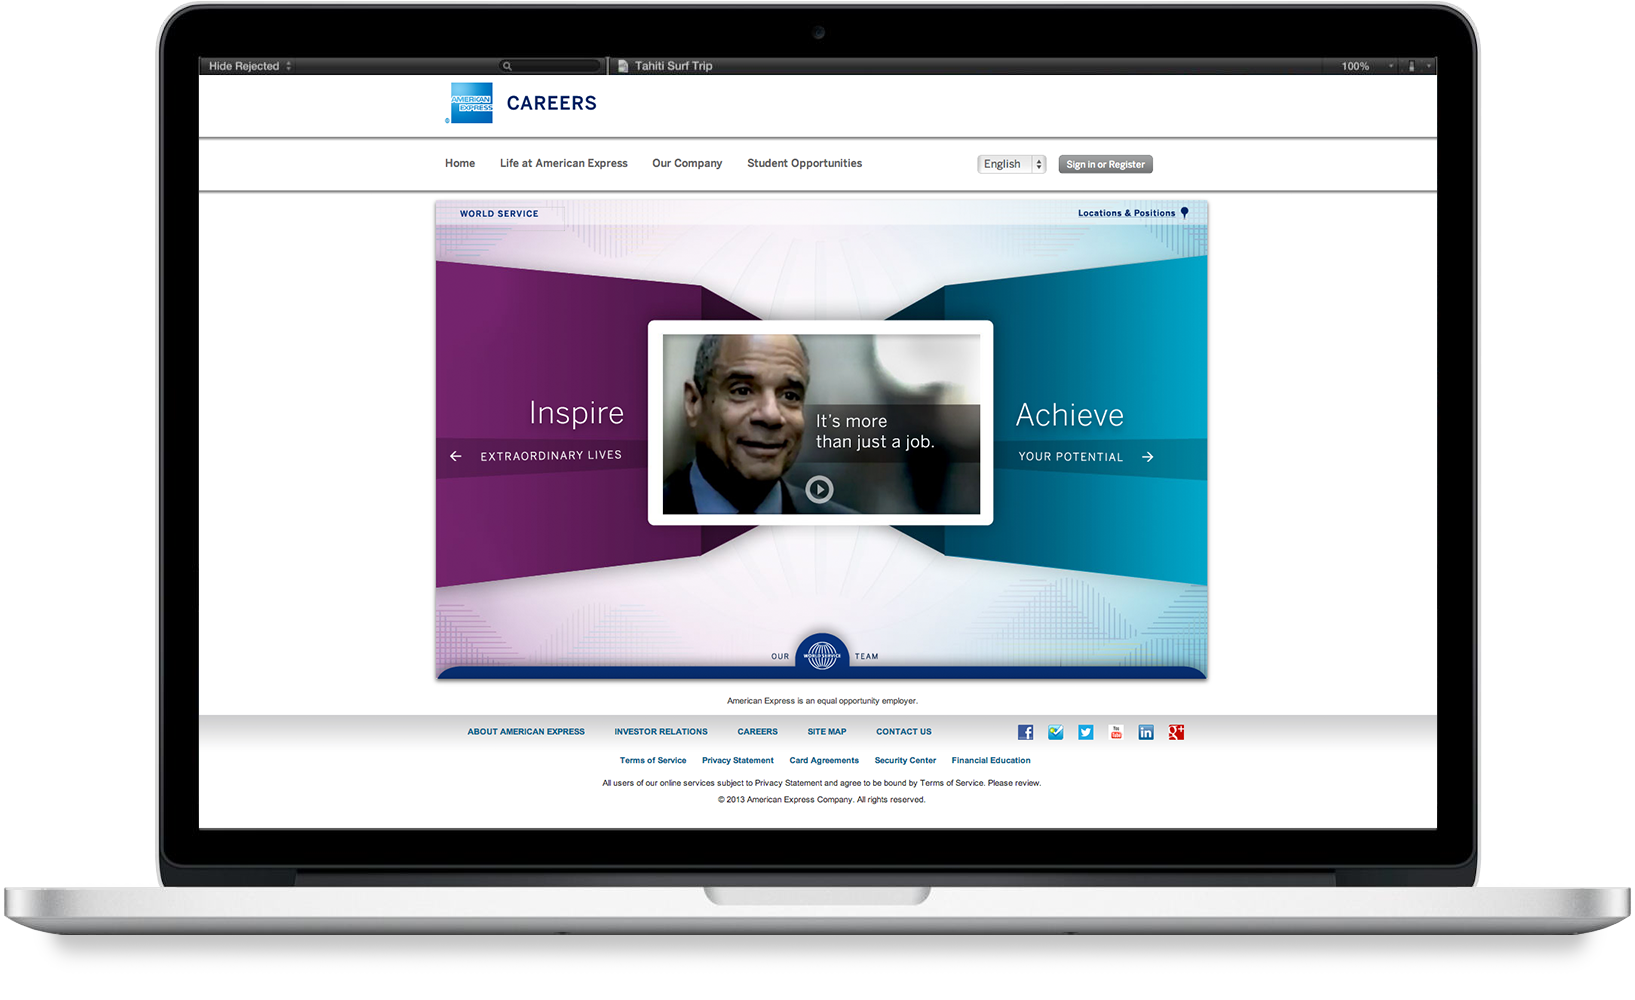 Hide Rejected
Tahiti Surf Trip
100%
AMERICAN EXPRESS
®
CAREERS
Home
Life at American Express
Our Company
Student Opportunities
English
Sign in or Register
WORLD SERVICE
Locations & Positions
Inspire
EXTRAORDINARY LIVES
It's more
than just a job.
Achieve
YOUR POTENTIAL
OUR
WORLD SERVICE
TEAM
American Express is an equal opportunity employer.
ABOUT AMERICAN EXPRESS
INVESTOR RELATIONS
CAREERS
SITE MAP
CONTACT US
f
You Tube
in
g+
Terms of Service
Privacy Statement
Card Agreements
Security Center
Financial Education
All users of our online services subject to Privacy Statement and agree to be bound by Terms of Service. Please review.
© 2013 American Express Company. All rights reserved.